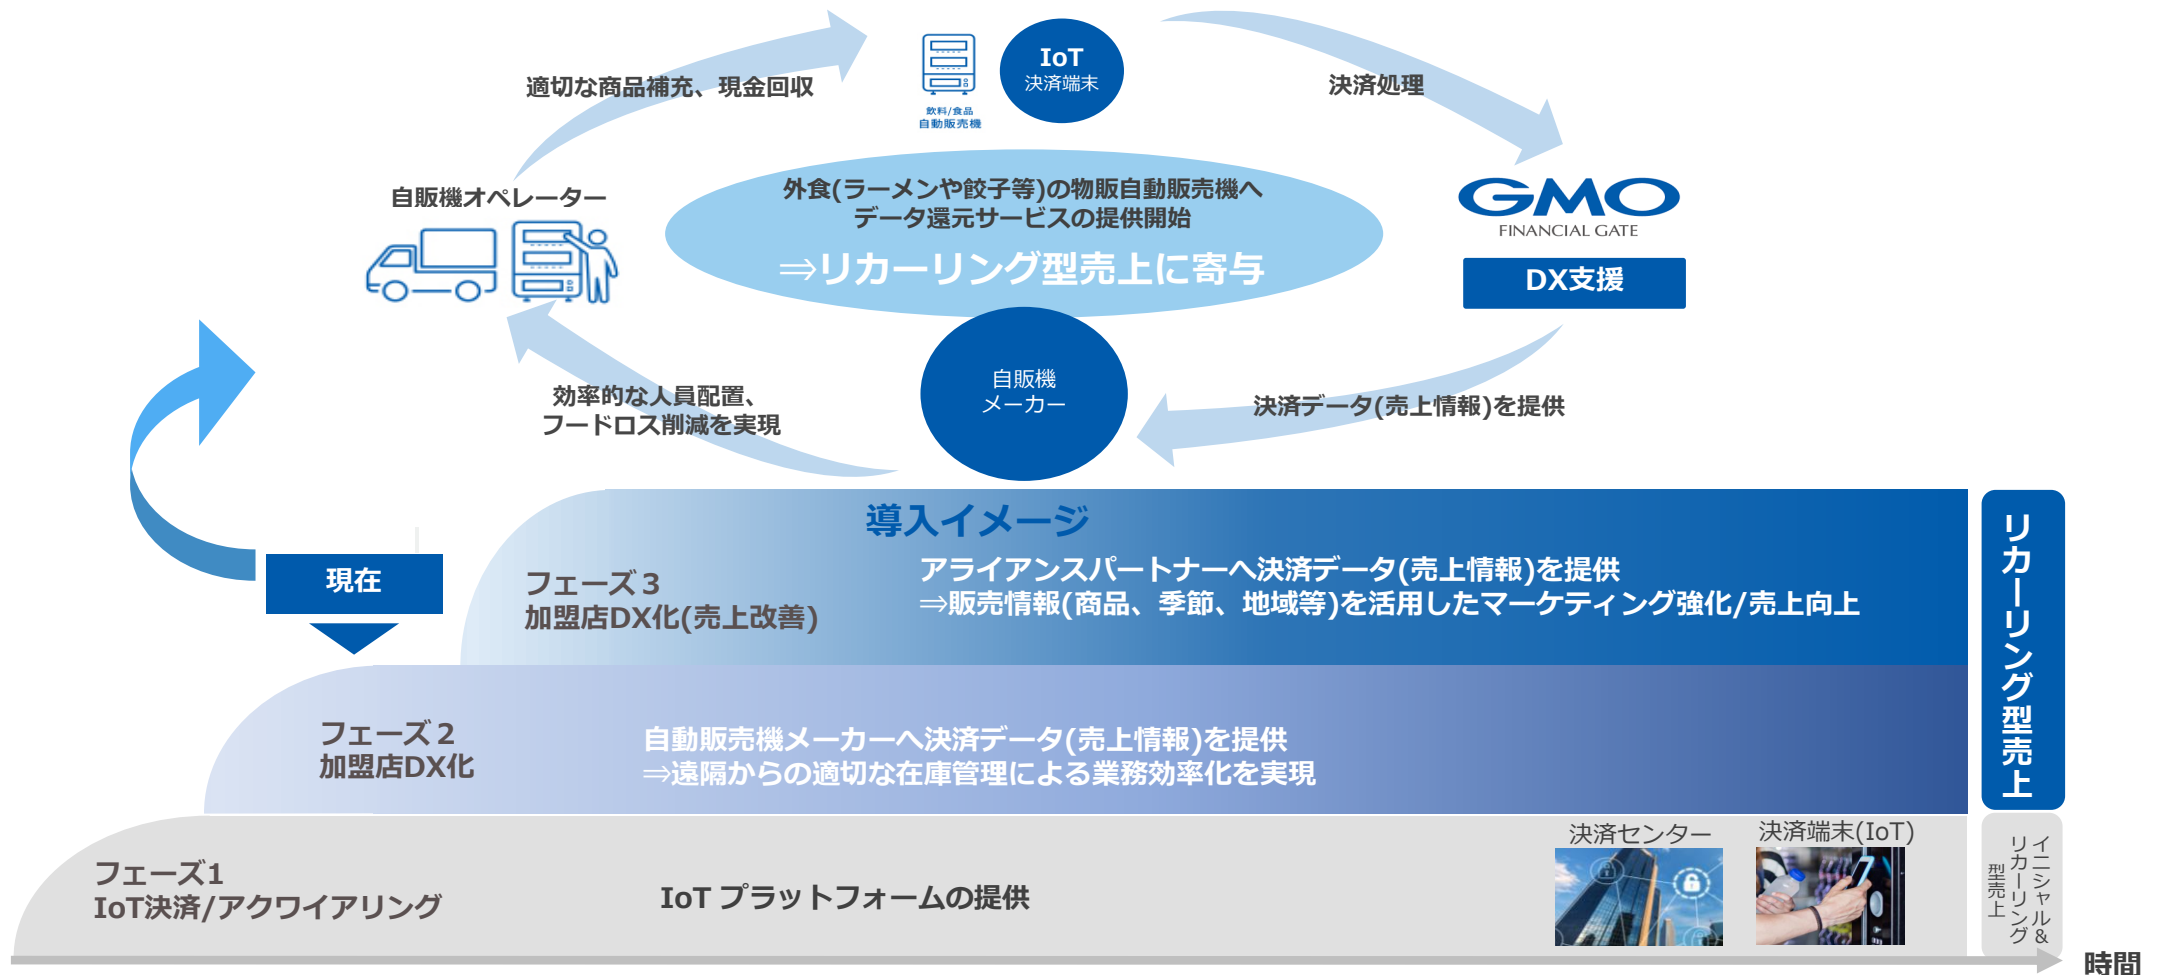 適切な商品補充、現金回収
飲料/食品
自動販売機
IoT
決済端末
決済処理
自販機オペレーター
外食(ラーメンや餃子等)の物販自動販売機へ
データ還元サービスの提供開始
⇒リカーリング型売上に寄与
GMO
FINANCIAL GATE
DX支援
効率的な人員配置、
フードロス削減を実現
自販機
メーカー
決済データ(売上情報)を提供
導入イメージ
現在
フェーズ３
加盟店DX化(売上改善)
アライアンスパートナーへ決済データ(売上情報)を提供
⇒販売情報(商品、季節、地域等)を活用したマーケティング強化/売上向上
リカーリング型売上
フェーズ２
加盟店DX化
自動販売機メーカーへ決済データ(売上情報)を提供
⇒遠隔からの適切な在庫管理による業務効率化を実現
フェーズ1
IoT決済/アクワイアリング
IoT プラットフォームの提供
決済センター
決済端末(IoT)
イニシャル&
リカーリング
型売上
時間